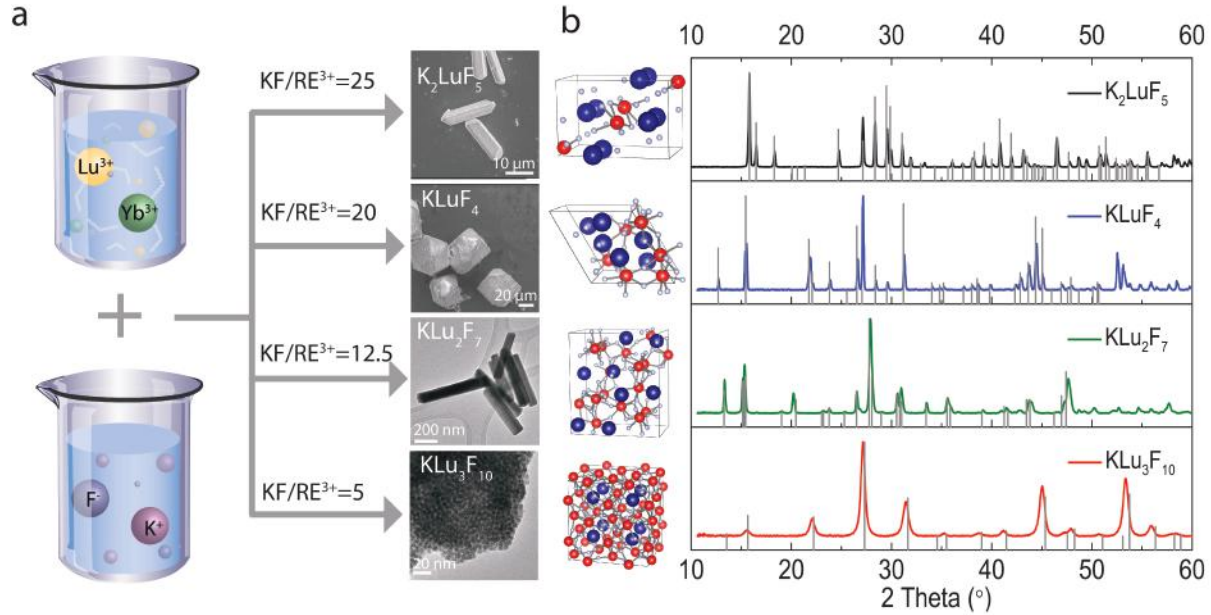 a
Lu³⁺
Yb³⁺
F⁻
K⁺
KF/RE³⁺=25
KF/RE³⁺=20
KF/RE³⁺=12.5
KF/RE³⁺=5
K₂LuF₅
10 μm
KLuF₄
20 μm
KLu₂F₇
200 nm
KLu₃F₁₀
20 nm
b
10 20 30 40 50 60
K₂LuF₅
KLuF₄
KLu₂F₇
KLu₃F₁₀
10 20 30 40 50 60
2 Theta (°)